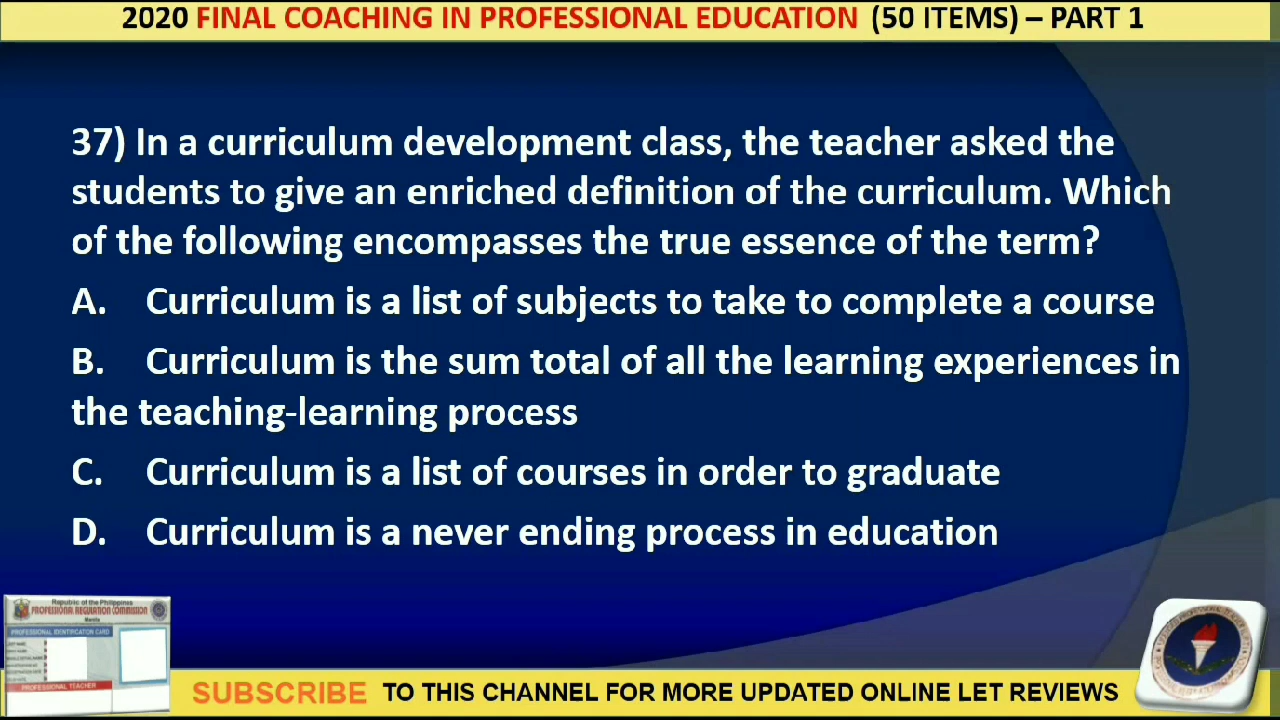 2020 FINAL COACHING IN PROFESSIONAL EDUCATION (50 ITEMS) – PART 1
37) In a curriculum development class, the teacher asked the
students to give an enriched definition of the curriculum. Which
of the following encompasses the true essence of the term?
A. Curriculum is a list of subjects to take to complete a course
B. Curriculum is the sum total of all the learning experiences in
the teaching-learning process
C. Curriculum is a list of courses in order to graduate
D. Curriculum is a never ending process in education
Republic of the Philippines
PROFESSIONAL REGULATION COMMISSION
Manila
PROFESSIONAL IDENTIFICATION CARD
PROFESSIONAL TEACHER
SUBSCRIBE TO THIS CHANNEL FOR MORE UPDATED ONLINE LET REVIEWS